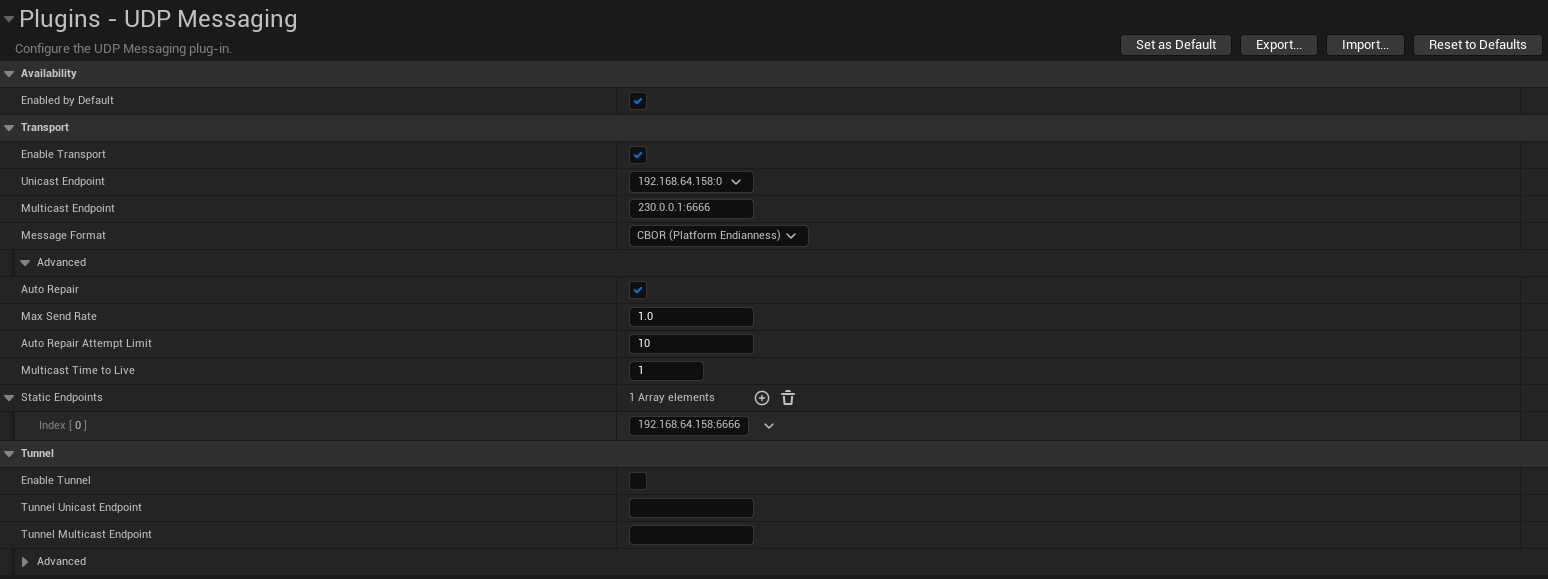 Plugins - UDP Messaging
Configure the UDP Messaging plug-in.
Set as Default Export... Import... Reset to Defaults
Availability
Enabled by Default
Transport
Enable Transport
Unicast Endpoint 192.168.64.158:0
Multicast Endpoint 230.0.0.1:6666
Message Format CBOR (Platform Endianness)
Advanced
Auto Repair
Max Send Rate 1.0
Auto Repair Attempt Limit 10
Multicast Time to Live 1
Static Endpoints 1 Array elements
Index [ 0 ] 192.168.64.158:6666
Tunnel
Enable Tunnel
Tunnel Unicast Endpoint
Tunnel Multicast Endpoint
Advanced